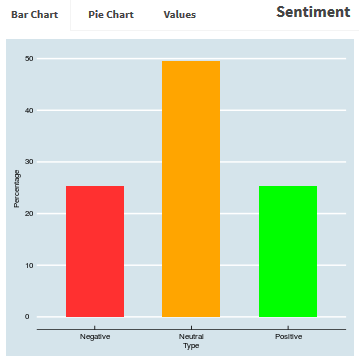 Bar Chart Pie Chart Values Sentiment
50
40
30
20
10
0
Percentage
Negative Neutral Positive
Type